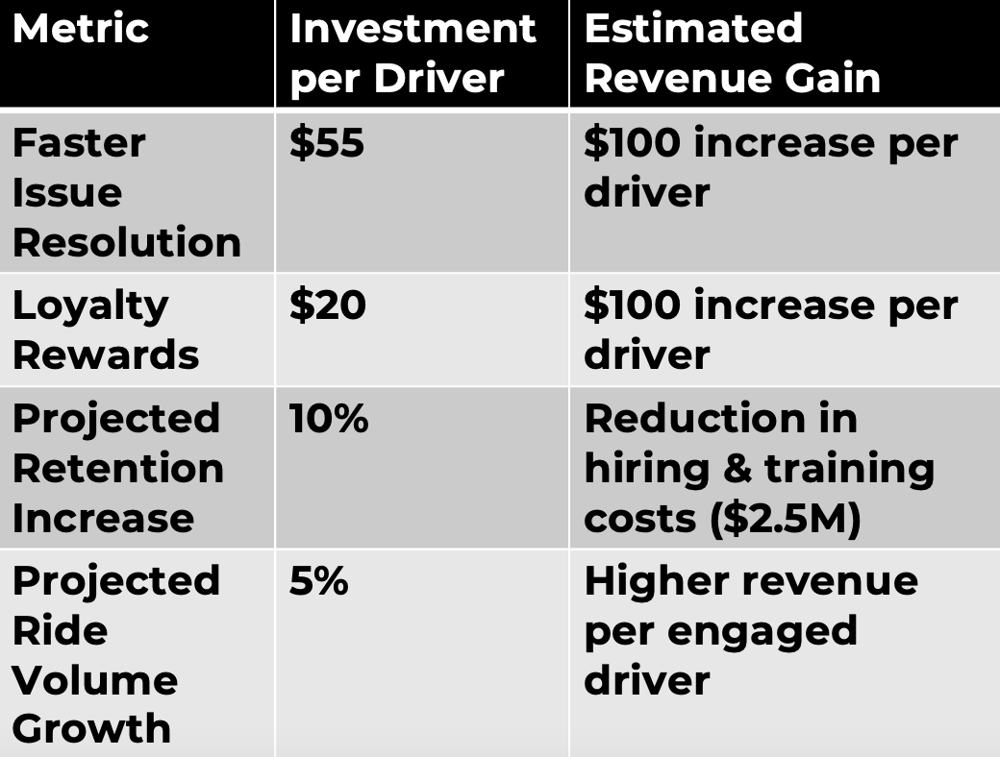 Metric
Investment
per Driver
Estimated
Revenue Gain
Faster
Issue
Resolution
$55
$100 increase per
driver
Loyalty
Rewards
$20
$100 increase per
driver
Projected
Retention
Increase
10%
Reduction in
hiring & training
costs ($2.5M)
Projected
Ride
Volume
Growth
5%
Higher revenue
per engaged
driver